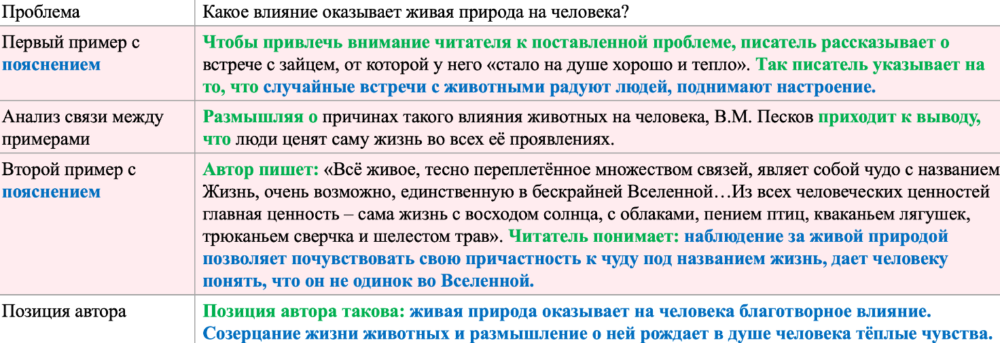 Проблема
Какое влияние оказывает живая природа на человека?
Первый пример с
пояснением
Чтобы привлечь внимание читателя к поставленной проблеме, писатель рассказывает о
встрече с зайцем, от которой у него «стало на душе хорошо и тепло». Так писатель указывает на
то, что случайные встречи с животными радуют людей, поднимают настроение.
Анализ связи между
примерами
Размышляя о причинах такого влияния животных на человека, В.М. Песков приходит к выводу,
что люди ценят саму жизнь во всех её проявлениях.
Второй пример с
пояснением
Автор пишет: «Всё живое, тесно переплетённое множеством связей, являет собой чудо с названием
Жизнь, очень возможно, единственную в бескрайней Вселенной…Из всех человеческих ценностей
главная ценность – сама жизнь с восходом солнца, с облаками, пением птиц, кваканьем лягушек,
трюканьем сверчка и шелестом трав». Читатель понимает: наблюдение за живой природой
позволяет почувствовать свою причастность к чуду под названием жизнь, дает человеку
понять, что он не одинок во Вселенной.
Позиция автора
Позиция автора такова: живая природа оказывает на человека благотворное влияние.
Созерцание жизни животных и размышление о ней рождает в душе человека тёплые чувства.